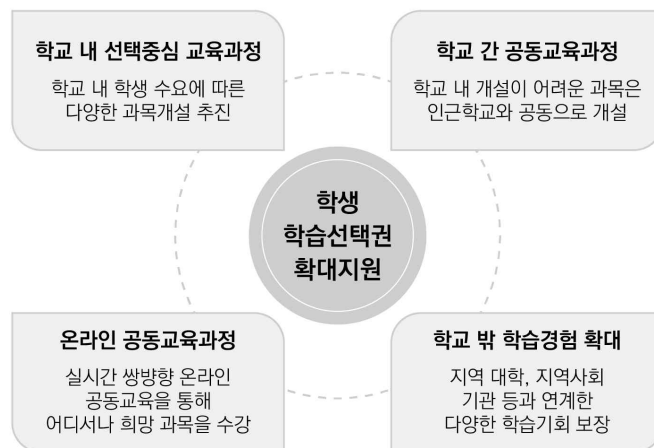 학교 내 선택중심 교육과정
학교 내 학생 수요에 따른
다양한 과목개설 추진
학교 간 공동교육과정
학교 내 개설이 어려운 과목은
인근학교와 공동으로 개설
학생
학습선택권
확대지원
온라인 공동교육과정
실시간 쌍뱡향 온라인
공동교육을 통해
어디서나 희망 과목을 수강
학교 밖 학습경험 확대
지역 대학, 지역사회
기관 등과 연계한
다양한 학습기회 보장